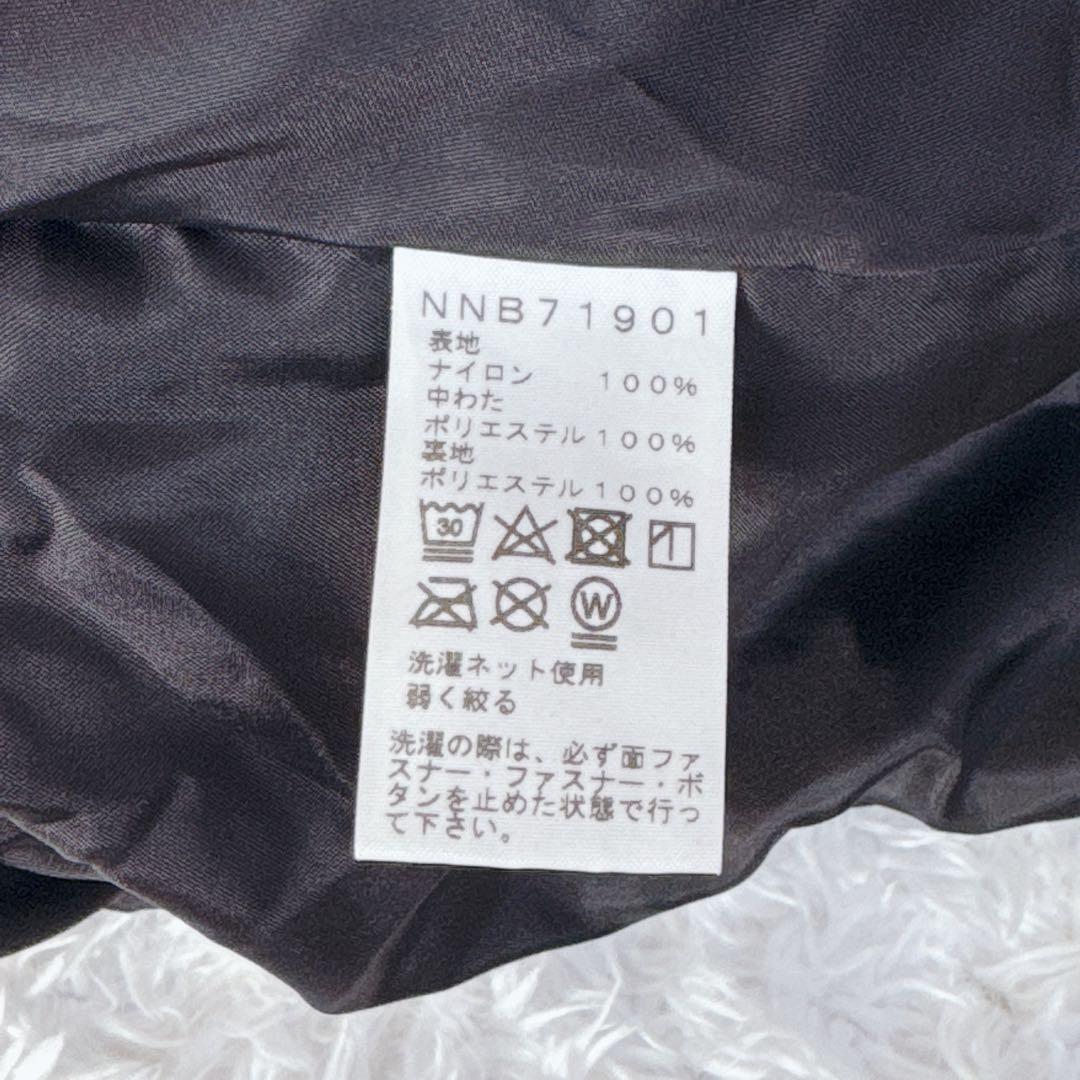 NNB71901
表地
ナイロン 100%
中わた
ポリエステル100%
裏地
ポリエステル100%
30
W
洗濯ネット使用
弱く絞る
洗濯の際は、必ず面ファ
スナー・ファスナー・ボ
タンを止めた状態で行っ
て下さい。